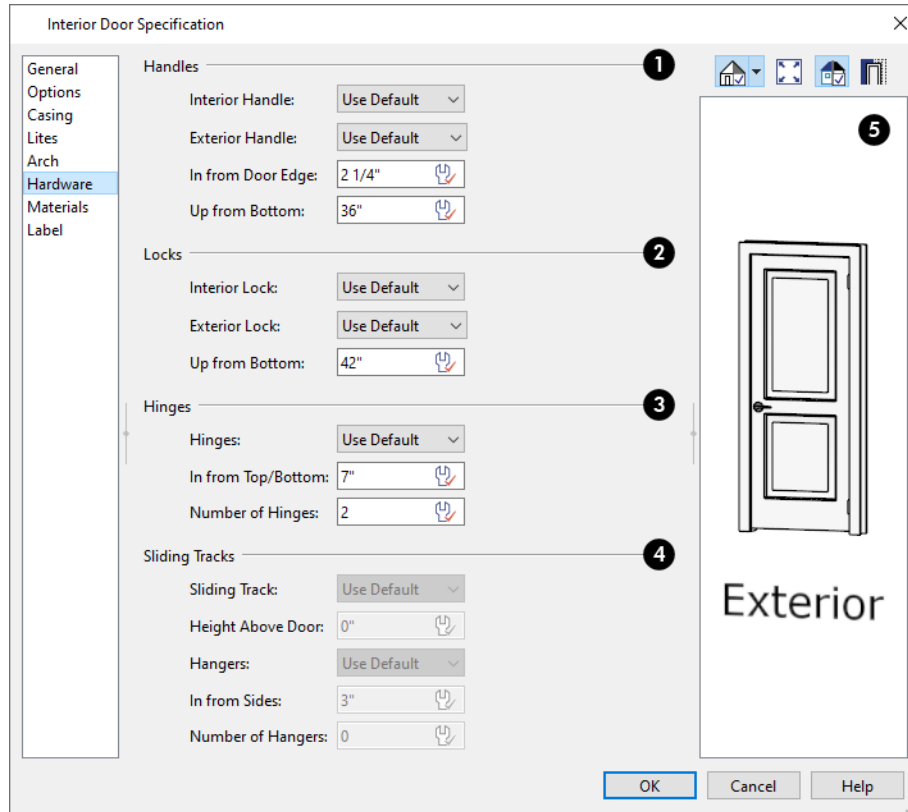 Interior Door Specification
General
Options
Casing
Lites
Arch
Hardware
Materials
Label
Handles 1
Interior Handle: Use Default
Exterior Handle: Use Default
In from Door Edge: 2 1/4"
Up from Bottom: 36"
Locks 2
Interior Lock: Use Default
Exterior Lock: Use Default
Up from Bottom: 42"
Hinges 3
Hinges: Use Default
In from Top/Bottom: 7"
Number of Hinges: 2
Sliding Tracks 4
Sliding Track: Use Default
Height Above Door: 0"
Hangers: Use Default
In from Sides: 3"
Number of Hangers: 0
5
Exterior
OK Cancel Help